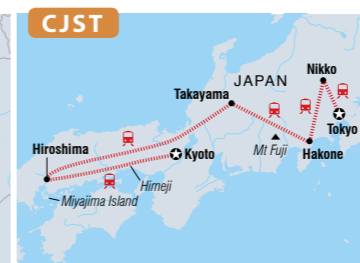 CJST
Nikko
JAPAN
Takayama
Tokyo
Hiroshima
Kyoto
Mt Fuji
Hakone
Himeji
Miyajima Island